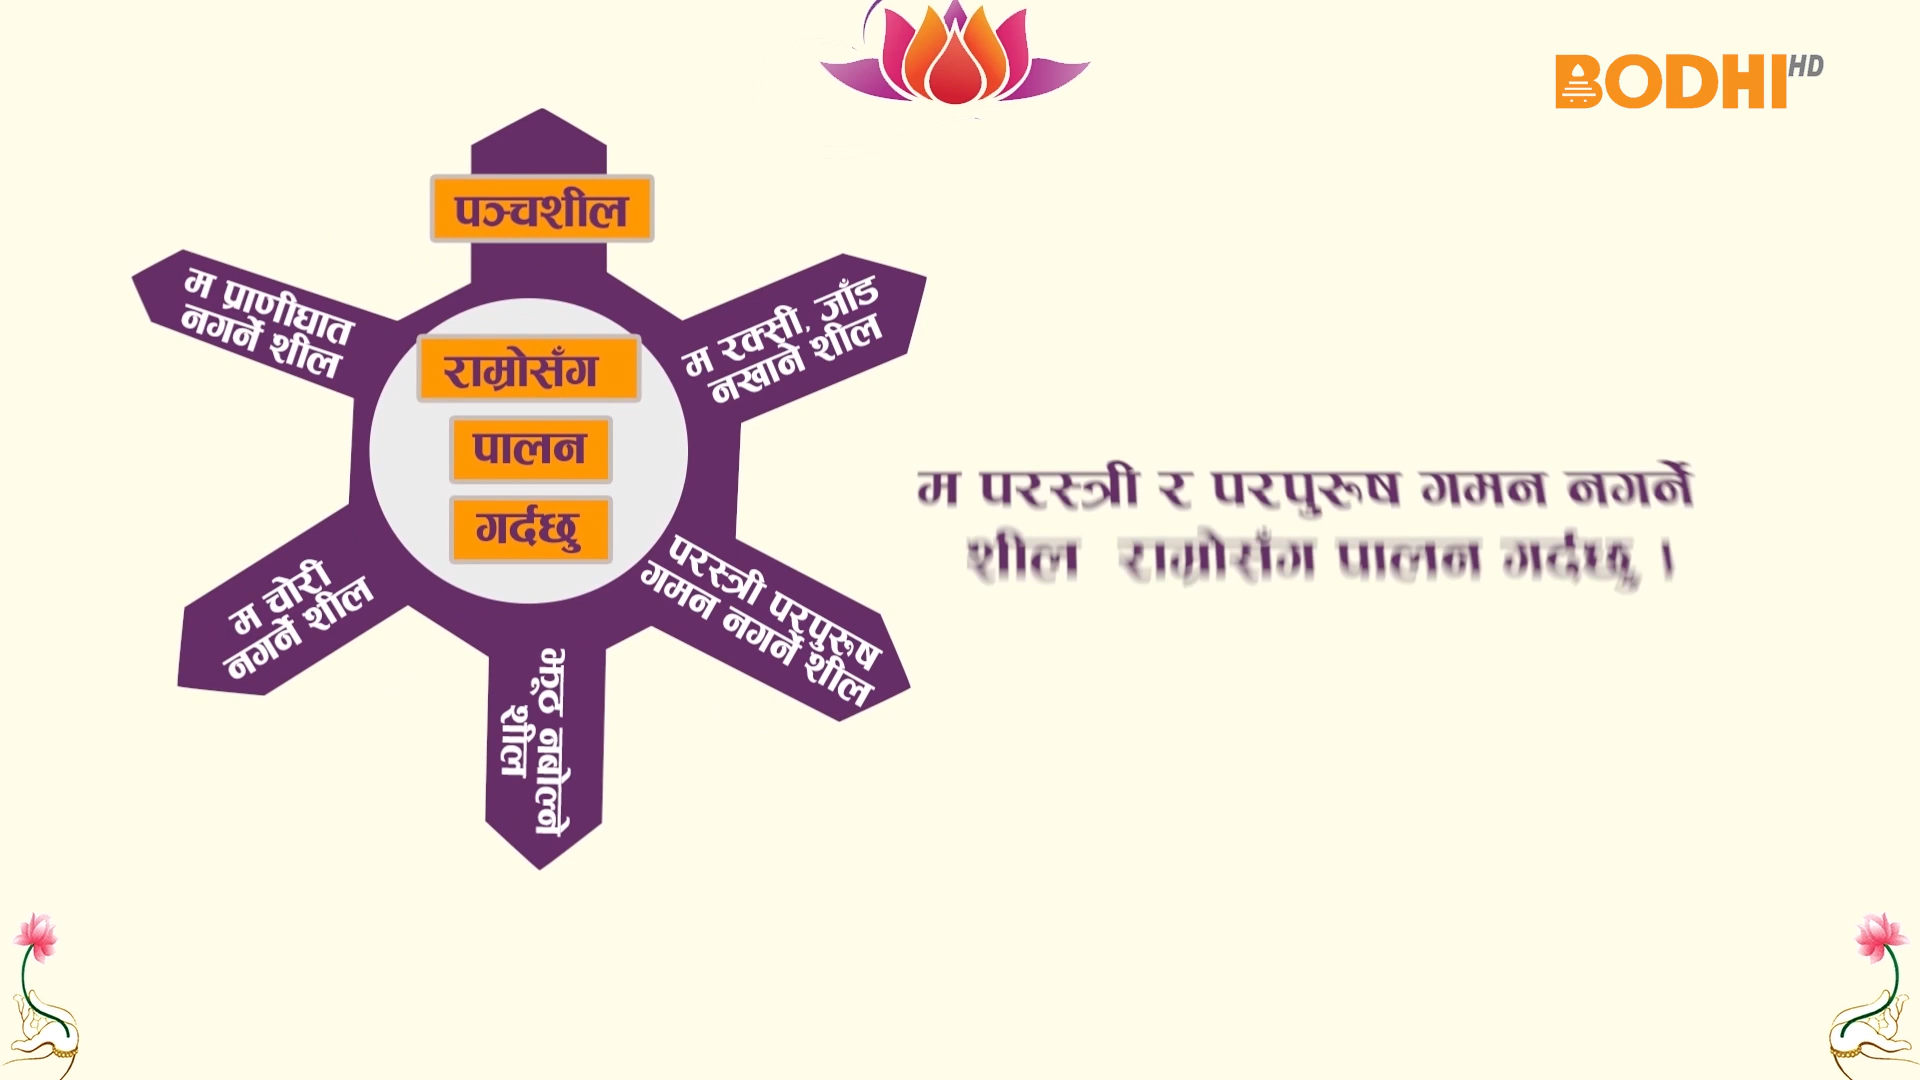 BODHI HD
पञ्चशील
म प्राणीघात
नगर्ने शील
म रक्सी, जाँड
नखाने शील
राम्रोसँग
पालन
गर्दछु
म परस्त्री र परपुरूष गमन नगर्ने
शील राम्रोसँग पालन गर्दछु ।
म चोरी
नगर्ने शील
परस्त्री परपुरूष
गमन नगर्ने शील
झूठ नबोल्ने
शील